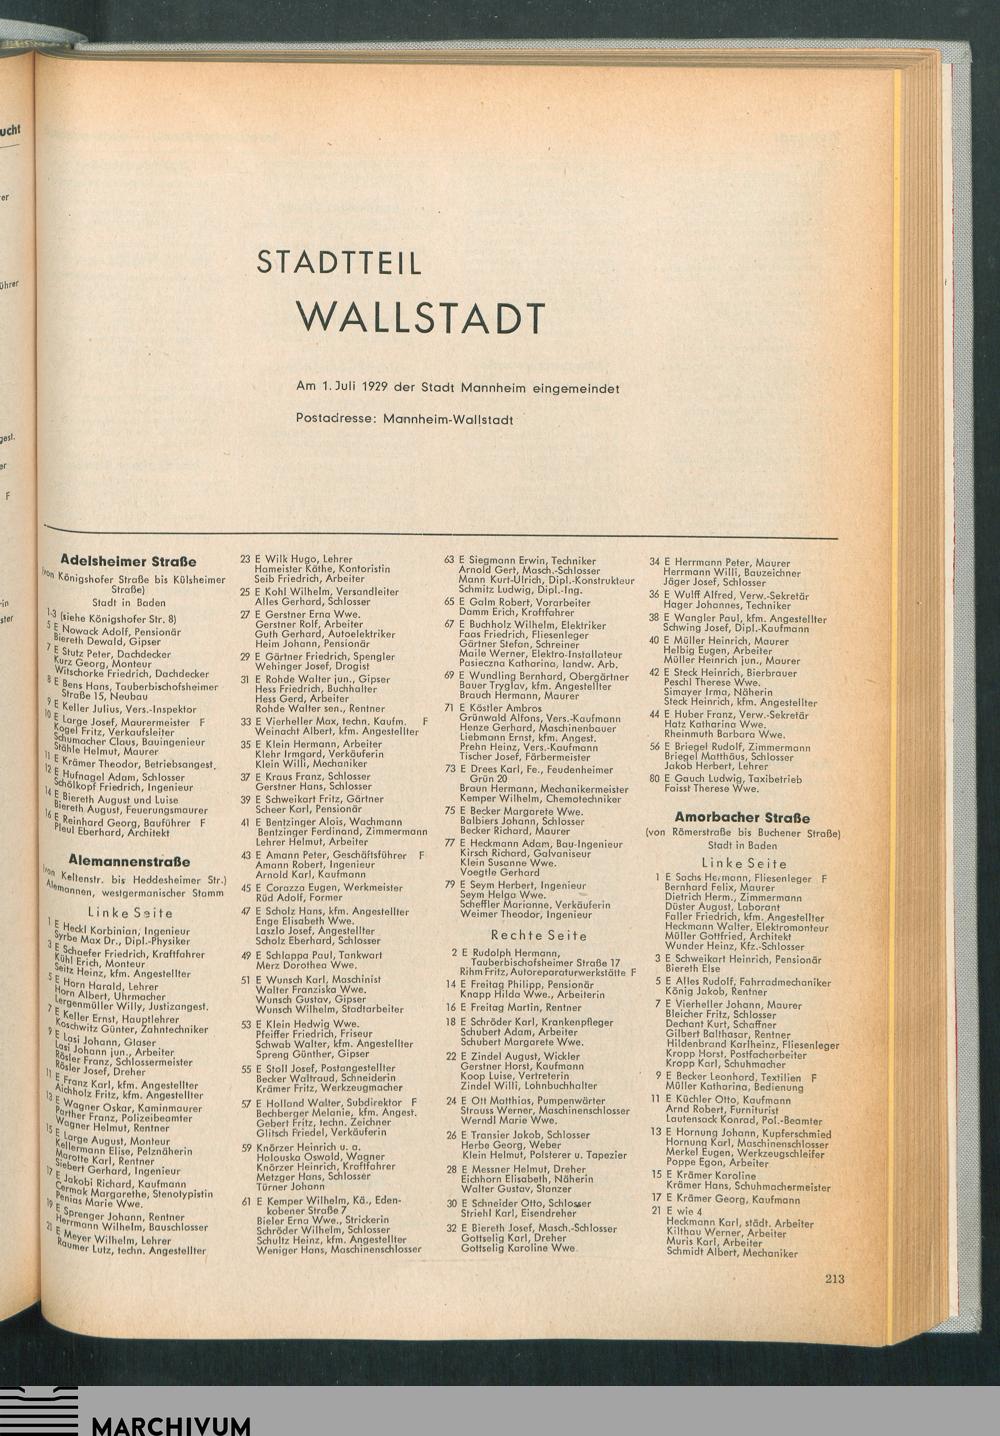 ucht
er
ührer
gest.
er
F
-in
ster
STADTTEIL
WALLSTADT
Am 1. Juli 1929 der Stadt Mannheim eingemeindet
Postadresse: Mannheim-Wallstadt
Adelsheimer Straße
(von Königshofer Straße bis Külsheimer
Straße)
Stadt in Baden
1-3 (siehe Königshofer Str. 8)
5 E Nowack Adolf, Pensionär
Biereth Dewald, Gipser
7 E Stutz Peter, Dachdecker
Kurz Georg, Monteur
Witschorke Friedrich, Dachdecker
8 E Bens Hans, Tauberbischofsheimer
Straße 15, Neubau
9 E Keller Julius, Vers.-Inspektor
10 E Large Josef, Maurermeister F
Kogel Fritz, Verkaufsleiter
Schumacher Claus, Bauingenieur
Stähle Helmut, Maurer
11 E Krämer Theodor, Betriebsangest.
12 E Hufnagel Adam, Schlosser
Schölkopf Friedrich, Ingenieur
14 E Biereth August und Luise
Biereth August, Feuerungsmaurer
16 E Reinhard Georg, Bauführer F
Pleul Eberhard, Architekt
Alemannenstraße
(von Keltenstr. bis Heddesheimer Str.)
Alemannen, westgermanischer Stamm
Linke Seite
1 E Heckl Korbinian, Ingenieur
Syrbe Max Dr., Dipl.-Physiker
3 E Schaefer Friedrich, Kraftfahrer
Kühl Erich, Monteur
Seitz Heinz, kfm. Angestellter
5 E Horn Harald, Lehrer
Horn Albert, Uhrmacher
Lergenmüller Willy, Justizangest.
7 E Keller Ernst, Hauptlehrer
Koschwitz Günter, Zahntechniker
9 E Lasi Johann, Glaser
Lasi Johann jun., Arbeiter
Rösler Franz, Schlossermeister
Rösler Josef, Dreher
11 E Franz Karl, kfm. Angestellter
Aichholz Fritz, kfm. Angestellter
13 E Wagner Oskar, Kaminmaurer
Parther Franz, Polizeibeamter
Wagner Helmut, Rentner
15 E Large August, Monteur
Kellermann Elise, Pelznäherin
Marotte Karl, Rentner
Siebert Gerhard, Ingenieur
17 E Jakobi Richard, Kaufmann
Cermak Margarethe, Stenotypistin
Penias Marie Wwe.
19 E Sprenger Johann, Rentner
Herrmann Wilhelm, Bauschlosser
21 E Meyer Wilhelm, Lehrer
Raumer Lutz, techn. Angestellter
23 E Wilk Hugo, Lehrer
Hameister Käthe, Kontoristin
Seib Friedrich, Arbeiter
25 E Kohl Wilhelm, Versandleiter
Alles Gerhard, Schlosser
27 E Gerstner Erna Wwe.
Gerstner Rolf, Arbeiter
Guth Gerhard, Autoelektriker
Heim Johann, Pensionär
29 E Gärtner Friedrich, Spengler
Wehinger Josef, Drogist
31 E Rohde Walter jun., Gipser
Hess Friedrich, Buchhalter
Hess Gerd, Arbeiter
Rohde Walter sen., Rentner
33 E Vierheller Max, techn. Kaufm. F
Weinacht Albert, kfm. Angestellter
35 E Klein Hermann, Arbeiter
Klehr Irmgard, Verkäuferin
Klein Willi, Mechaniker
37 E Kraus Franz, Schlosser
Gerstner Hans, Schlosser
39 E Schweikart Fritz, Gärtner
Scheer Karl, Pensionär
41 E Bentzinger Alois, Wachmann
Bentzinger Ferdinand, Zimmermann
Lehrer Helmut, Arbeiter
43 E Amann Peter, Geschäftsführer F
Amann Robert, Ingenieur
Arnold Karl, Kaufmann
45 E Corazza Eugen, Werkmeister
Rüd Adolf, Former
47 E Scholz Hans, kfm. Angestellter
Enge Elisabeth Wwe.
Laszlo Josef, Angestellter
Scholz Eberhard, Schlosser
49 E Schlappa Paul, Tankwart
Merz Dorothea Wwe.
51 E Wunsch Karl, Maschinist
Walter Franziska Wwe.
Wunsch Gustav, Gipser
Wunsch Wilhelm, Stadtarbeiter
53 E Klein Hedwig Wwe.
Pfeiffer Friedrich, Friseur
Schwab Walter, kfm. Angestellter
Spreng Günther, Gipser
55 E Stoll Josef, Postangestellter
Becker Waltraud, Schneiderin
Krämer Fritz, Werkzeugmacher
57 E Holland Walter, Subdirektor F
Bechberger Melanie, kfm. Angest.
Gebert Fritz, techn. Zeichner
Glitsch Friedel, Verkäuferin
59 Knörzer Heinrich u. a.
Holouska Oswald, Wagner
Knörzer Heinrich, Kraftfahrer
Metzger Hans, Schlosser
Türner Johann
61 E Kemper Wilhelm, Kä., Eden-
kobener Straße 7
Bieler Erna Wwe., Strickerin
Schröder Wilhelm, Schlosser
Schultz Heinz, kfm. Angestellter
Weniger Hans, Maschinenschlosser
63 E Siegmann Erwin, Techniker
Arnold Gert, Masch.-Schlosser
Mann Kurt-Ulrich, Dipl.-Konstrukteur
Schmitz Ludwig, Dipl.-Ing.
65 E Galm Robert, Vorarbeiter
Damm Erich, Kraftfahrer
67 E Buchholz Wilhelm, Elektriker
Faas Friedrich, Fliesenleger
Gärtner Stefan, Schreiner
Maile Werner, Elektro-Installateur
Pasieczna Katharina, landw. Arb.
69 E Wundling Bernhard, Obergärtner
Bauer Tryglav, kfm. Angestellter
Brauch Hermann, Maurer
71 E Köstler Ambros
Grünwald Alfons, Vers.-Kaufmann
Henze Gerhard, Maschinenbauer
Liebmann Ernst, kfm. Angest.
Prehn Heinz, Vers.-Kaufmann
Tischer Josef, Färbermeister
73 E Drees Karl, Fe., Feudenheimer
Grün 20
Braun Hermann, Mechanikermeister
Kemper Wilhelm, Chemotechniker
75 E Becker Margarete Wwe.
Balbiers Johann, Schlosser
Becker Richard, Maurer
77 E Heckmann Adam, Bau-Ingenieur
Kirsch Richard, Galvaniseur
Klein Susanne Wwe.
Voegtle Gerhard
79 E Seym Herbert, Ingenieur
Seym Helga Wwe.
Scheffler Marianne, Verkäuferin
Weimer Theodor, Ingenieur
Rechte Seite
2 E Rudolph Hermann,
Tauberbischofsheimer Straße 17
Rihm Fritz, Autoreparaturwerkstätte F
14 E Freitag Philipp, Pensionär
Knapp Hilda Wwe., Arbeiterin
16 E Freitag Martin, Rentner
18 E Schröder Karl, Krankenpfleger
Schubert Adam, Arbeiter
Schubert Margarete Wwe.
22 E Zindel August, Wickler
Gerstner Horst, Kaufmann
Koop Luise, Vertreterin
Zindel Willi, Lohnbuchhalter
24 E Ott Matthias, Pumpenwärter
Strauss Werner, Maschinenschlosser
Werndl Marie Wwe.
26 E Transier Jakob, Schlosser
Herbe Georg, Weber
Klein Helmut, Polsterer u. Tapezier
28 E Messner Helmut, Dreher
Eichhorn Elisabeth, Näherin
Walter Gustav, Stanzer
30 E Schneider Otto, Schlosser
Striehl Karl, Eisendreher
32 E Biereth Josef, Masch.-Schlosser
Gottselig Karl, Dreher
Gottselig Karoline Wwe.
34 E Herrmann Peter, Maurer
Herrmann Willi, Bauzeichner
Jäger Josef, Schlosser
36 E Wulff Alfred, Verw.-Sekretär
Hager Johannes, Techniker
38 E Wangler Paul, kfm. Angestellter
Schwing Josef, Dipl.-Kaufmann
40 E Müller Heinrich, Maurer
Helbig Eugen, Arbeiter
Müller Heinrich jun., Maurer
42 E Steck Heinrich, Bierbrauer
Peschl Therese Wwe.
Simayer Irma, Näherin
Steck Heinrich, kfm. Angestellter
44 E Huber Franz, Verw.-Sekretär
Hatz Katharina Wwe.
Rheinmuth Barbara Wwe.
56 E Briegel Rudolf, Zimmermann
Briegel Matthäus, Schlosser
Jakob Herbert, Lehrer
80 E Gauch Ludwig, Taxibetrieb
Faisst Therese Wwe.
Amorbacher Straße
(von Römerstraße bis Buchener Straße)
Stadt in Baden
Linke Seite
1 E Sachs Hermann, Fliesenleger F
Bernhard Felix, Maurer
Dietrich Herm., Zimmermann
Düster August, Laborant
Faller Friedrich, kfm. Angestellter
Heckmann Walter, Elektromonteur
Müller Gottfried, Architekt
Wunder Heinz, Kfz.-Schlosser
3 E Schweikart Heinrich, Pensionär
Biereth Else
5 E Alles Rudolf, Fahrradmechaniker
König Jakob, Rentner
7 E Vierheller Johann, Maurer
Bleicher Fritz, Schlosser
Dechant Kurt, Schaffner
Gilbert Balthasar, Rentner
Hildenbrand Karlheinz, Fliesenleger
Kropp Horst, Postfacharbeiter
Kropp Karl, Schuhmacher
9 E Becker Leonhard, Textilien F
Müller Katharina, Bedienung
11 E Küchler Otto, Kaufmann
Arnd Robert, Furniturist
Lautensack Konrad, Pol.-Beamter
13 E Hornung Johann, Kupferschmied
Hornung Karl, Maschinenschlosser
Merkel Eugen, Werkzeugschleifer
Poppe Egon, Arbeiter
15 E Krämer Karoline
Krämer Hans, Schuhmachermeister
17 E Krämer Georg, Kaufmann
21 E wie 4
Heckmann Karl, städt. Arbeiter
Kilthau Werner, Arbeiter
Muris Karl, Arbeiter
Schmidt Albert, Mechaniker
213
MARCHIVUM